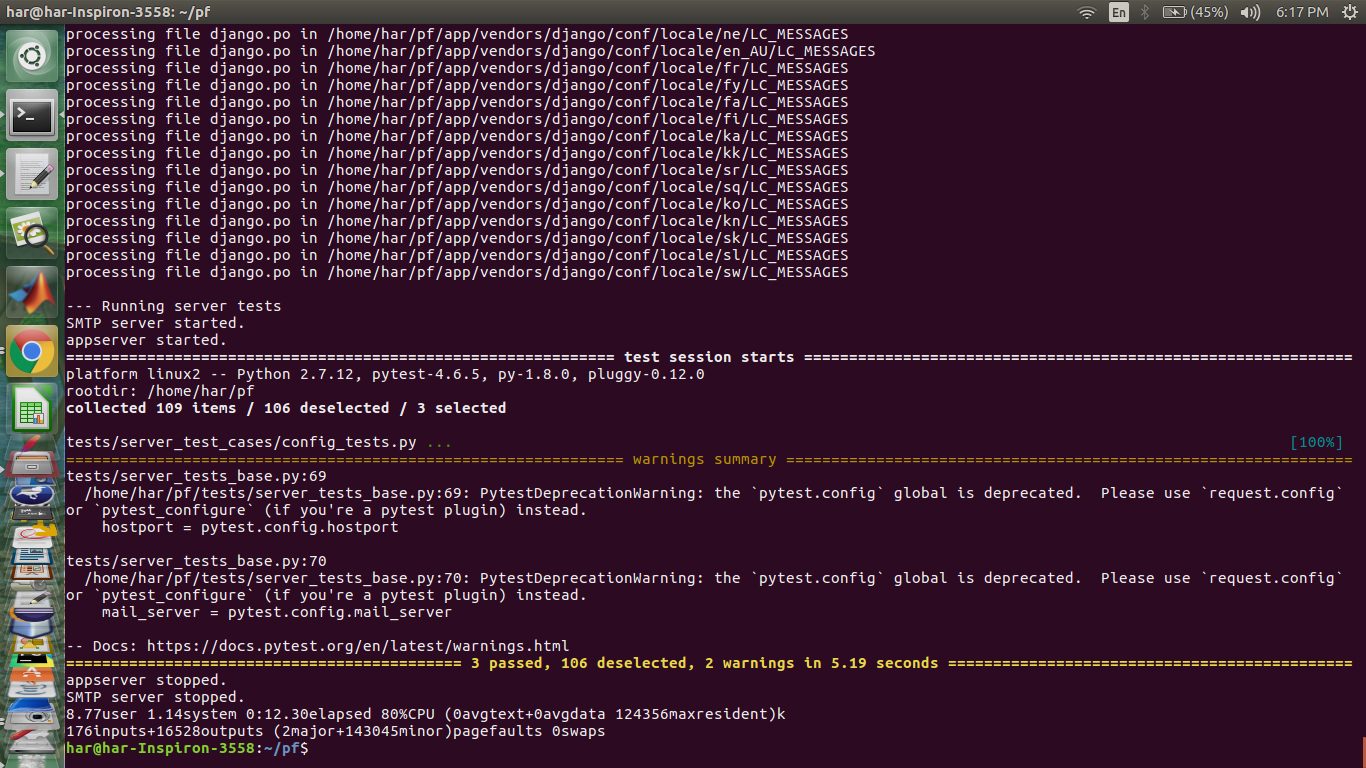 har@har-Inspiron-3558: ~/pf
En (45%) 6:17 PM
processing file django.po in /home/har/pf/app/vendors/django/conf/locale/ne/LC_MESSAGES
processing file django.po in /home/har/pf/app/vendors/django/conf/locale/en_AU/LC_MESSAGES
processing file django.po in /home/har/pf/app/vendors/django/conf/locale/fr/LC_MESSAGES
processing file django.po in /home/har/pf/app/vendors/django/conf/locale/fy/LC_MESSAGES
processing file django.po in /home/har/pf/app/vendors/django/conf/locale/fa/LC_MESSAGES
processing file django.po in /home/har/pf/app/vendors/django/conf/locale/fi/LC_MESSAGES
processing file django.po in /home/har/pf/app/vendors/django/conf/locale/ka/LC_MESSAGES
processing file django.po in /home/har/pf/app/vendors/django/conf/locale/kk/LC_MESSAGES
processing file django.po in /home/har/pf/app/vendors/django/conf/locale/sr/LC_MESSAGES
processing file django.po in /home/har/pf/app/vendors/django/conf/locale/sq/LC_MESSAGES
processing file django.po in /home/har/pf/app/vendors/django/conf/locale/ko/LC_MESSAGES
processing file django.po in /home/har/pf/app/vendors/django/conf/locale/kn/LC_MESSAGES
processing file django.po in /home/har/pf/app/vendors/django/conf/locale/sk/LC_MESSAGES
processing file django.po in /home/har/pf/app/vendors/django/conf/locale/sl/LC_MESSAGES
processing file django.po in /home/har/pf/app/vendors/django/conf/locale/sw/LC_MESSAGES
--- Running server tests
SMTP server started.
appserver started.
============================================================= test session starts =============================================================
platform linux2 -- Python 2.7.12, pytest-4.6.5, py-1.8.0, pluggy-0.12.0
rootdir: /home/har/pf
collected 109 items / 106 deselected / 3 selected
tests/server_test_cases/config_tests.py ... [100%]
============================================================== warnings summary ===============================================================
tests/server_tests_base.py:69
/home/har/pf/tests/server_tests_base.py:69: PytestDeprecationWarning: the `pytest.config` global is deprecated.  Please use `request.config`
or `pytest_configure` (if you're a pytest plugin) instead.
hostport = pytest.config.hostport
tests/server_tests_base.py:70
/home/har/pf/tests/server_tests_base.py:70: PytestDeprecationWarning: the `pytest.config` global is deprecated.  Please use `request.config`
or `pytest_configure` (if you're a pytest plugin) instead.
mail_server = pytest.config.mail_server
-- Docs: https://docs.pytest.org/en/latest/warnings.html
============================================ 3 passed, 106 deselected, 2 warnings in 5.19 seconds =============================================
appserver stopped.
SMTP server stopped.
8.77user 1.14system 0:12.30elapsed 80%CPU (0avgtext+0avgdata 124356maxresident)k
176inputs+16528outputs (2major+143045minor)pagefaults 0swaps
har@har-Inspiron-3558:~/pf$